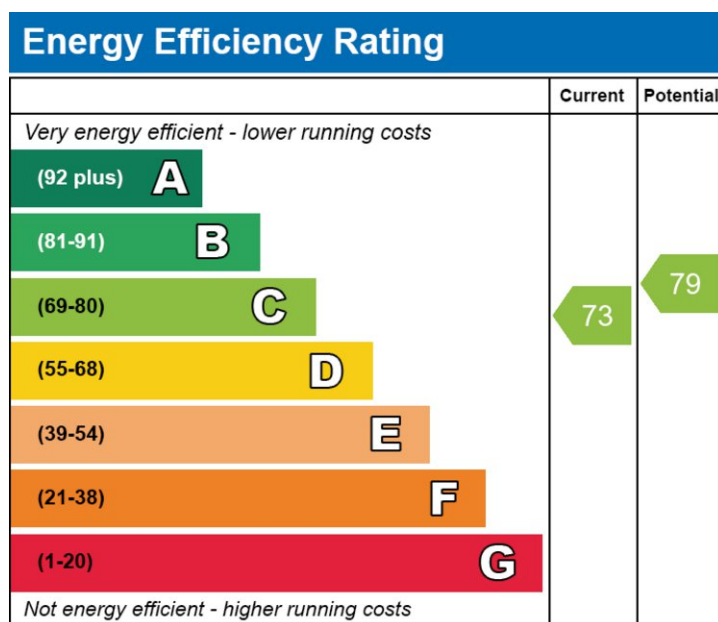 Energy Efficiency Rating
Current Potential
Very energy efficient - lower running costs
(92 plus) A
(81-91) B
(69-80) C
73
79
(55-68) D
(39-54) E
(21-38) F
(1-20) G
Not energy efficient - higher running costs